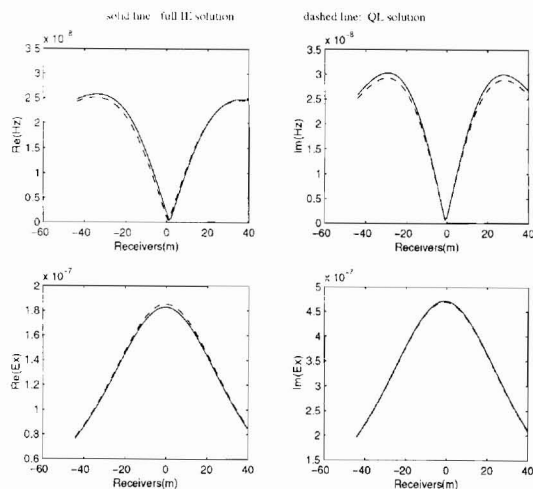 solid line: full IE solution
dashed line: QL solution
x 10⁻⁸
3.5
3
2.5
2
1.5
1
0.5
0
Re(Hz)
−60 −40 −20 0 20 40
Receivers(m)
x 10⁻⁸
3.5
3
2.5
2
1.5
1
0.5
0
Im(Hz)
−60 −40 −20 0 20 40
Receivers(m)
x 10⁻⁷
2
1.8
1.6
1.4
1.2
1
0.8
0.6
Re(Ex)
−60 −40 −20 0 20 40
Receivers(m)
x 10⁻⁷
5
4.5
4
3.5
3
2.5
2
1.5
Im(Ex)
−60 −40 −20 0 20 40
Receivers(m)